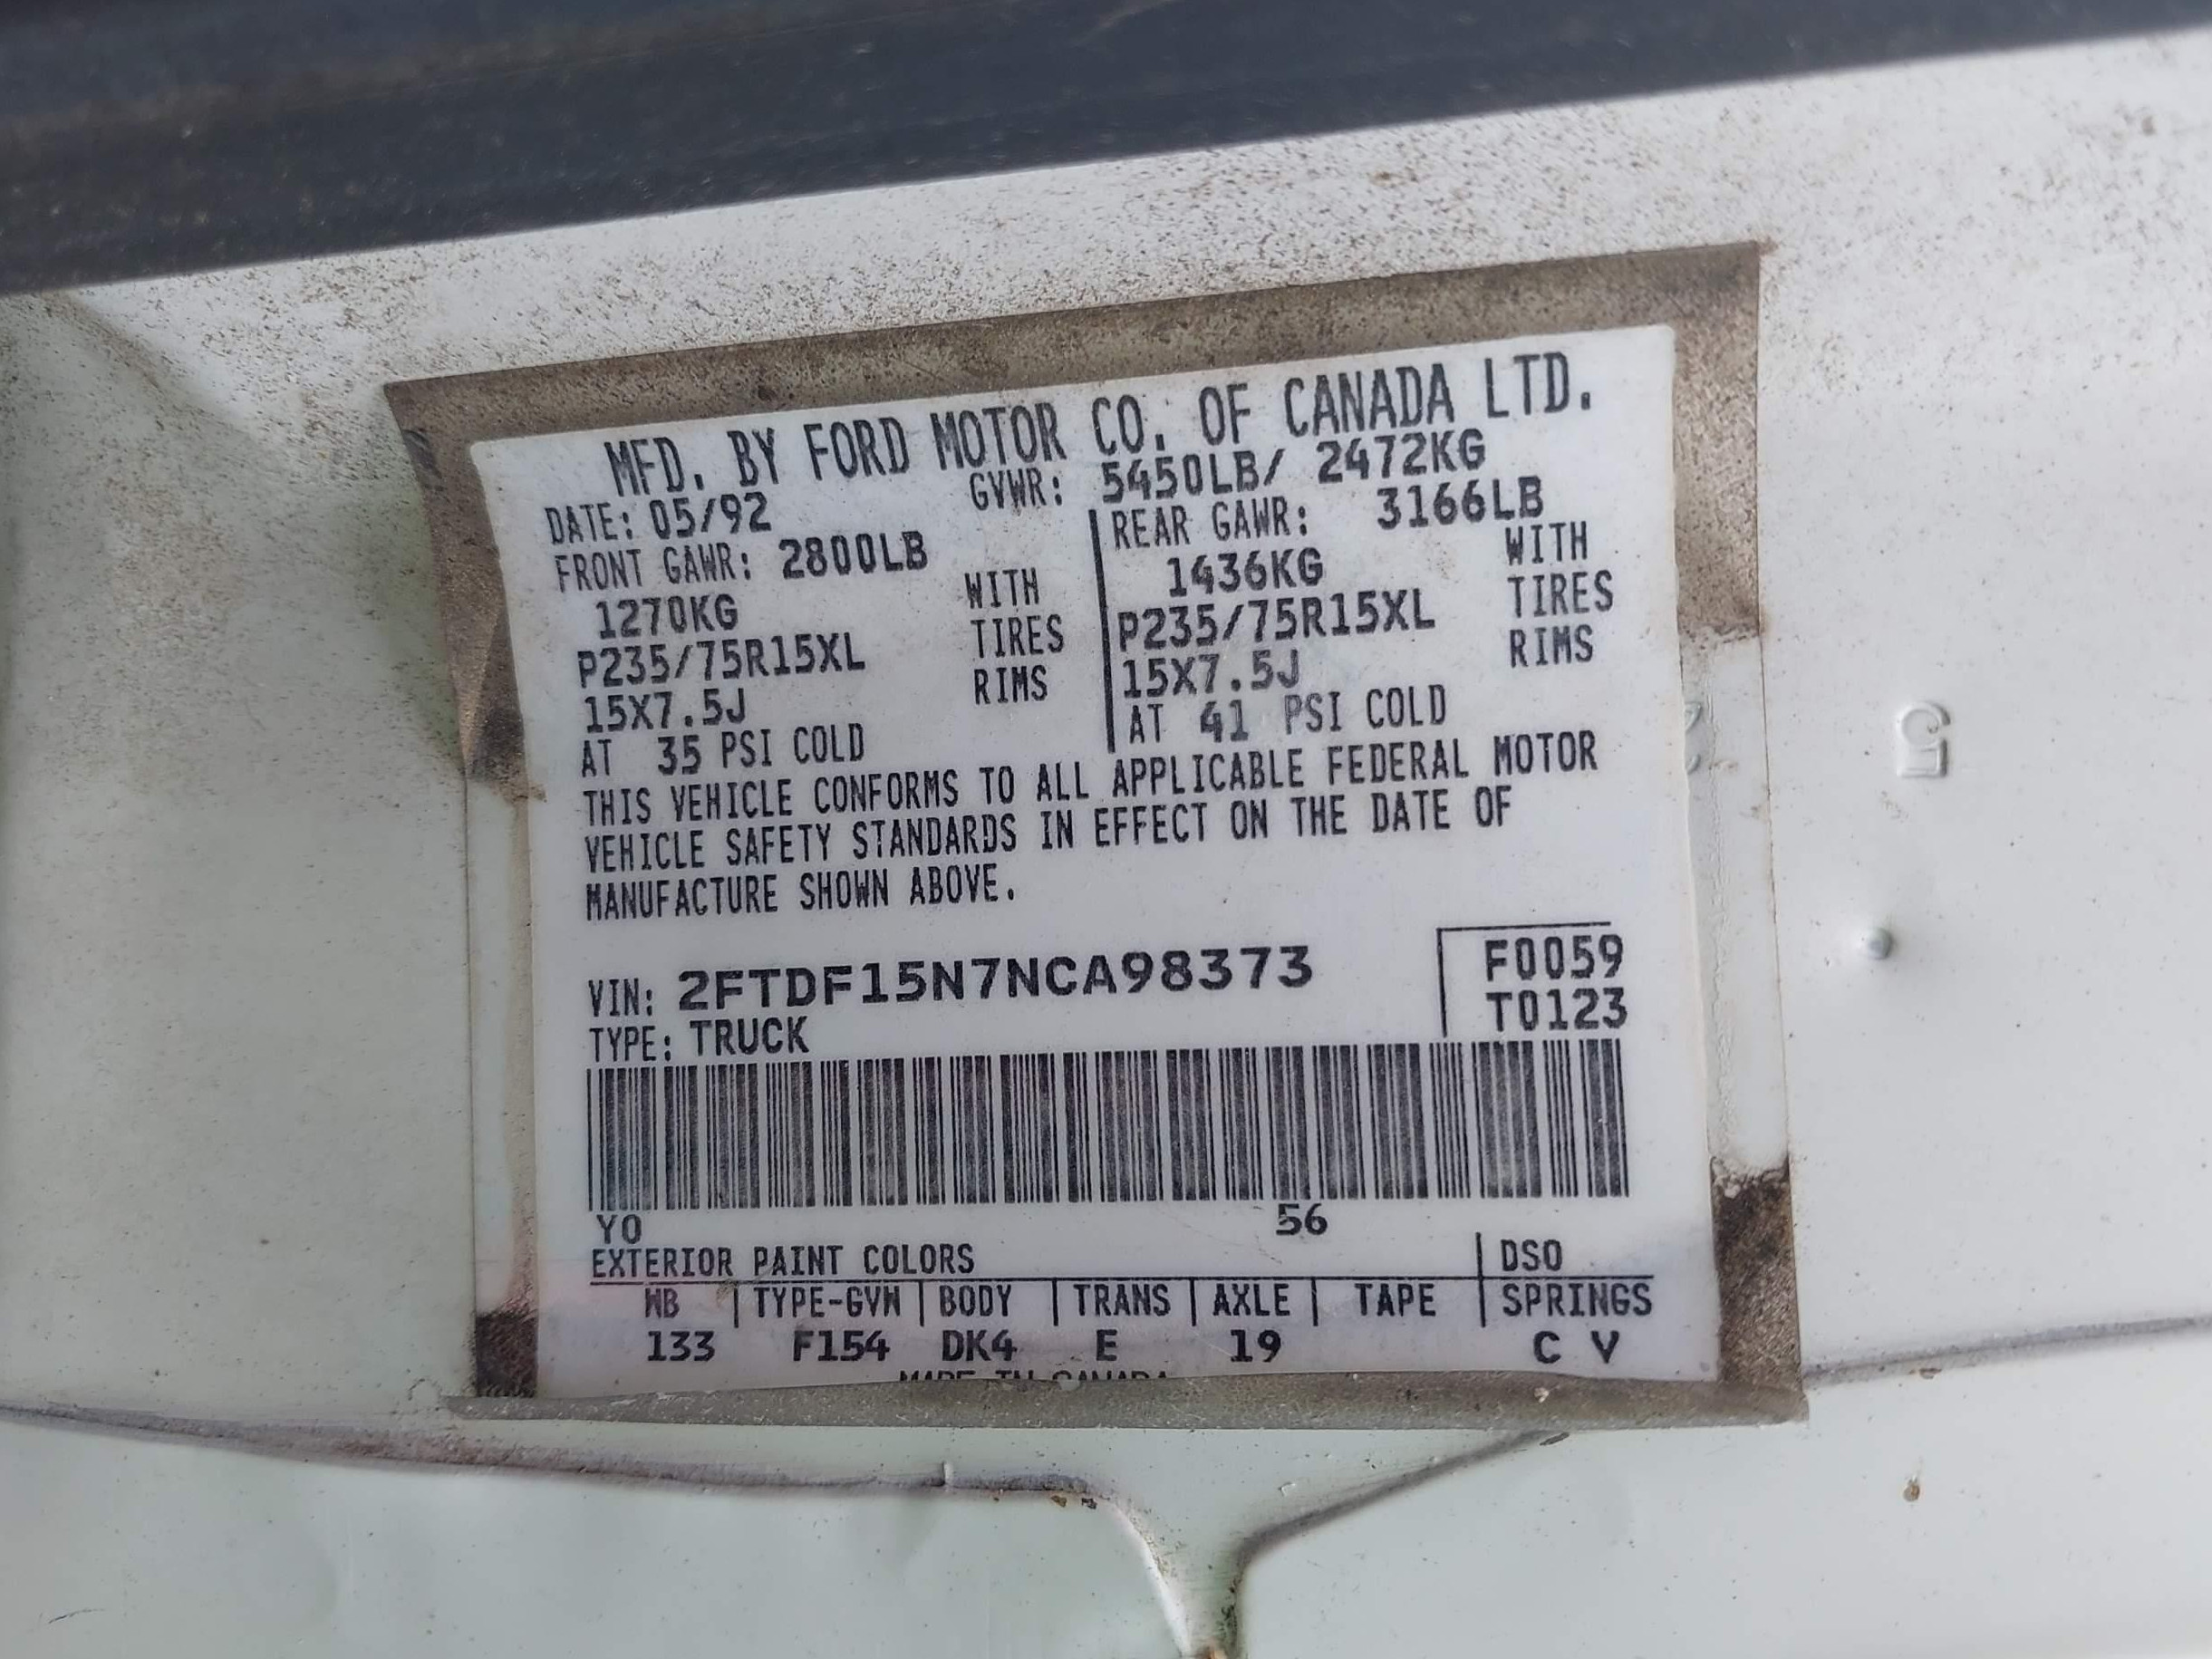 MFD. BY FORD MOTOR CO. OF CANADA LTD.
DATE: 05/92 GVWR: 5450LB/ 2472KG
FRONT GAWR: 2800LB REAR GAWR: 3166LB
1270KG WITH 1436KG WITH
P235/75R15XL TIRES P235/75R15XL TIRES
15X7.5J RIMS 15X7.5J RIMS
AT 35 PSI COLD AT 41 PSI COLD
THIS VEHICLE CONFORMS TO ALL APPLICABLE FEDERAL MOTOR
VEHICLE SAFETY STANDARDS IN EFFECT ON THE DATE OF
MANUFACTURE SHOWN ABOVE.
F0059
VIN: 2FTDF15N7NCA98373 T0123
TYPE: TRUCK
YO 56
EXTERIOR PAINT COLORS DSO
WB TYPE-GVW BODY TRANS AXLE TAPE SPRINGS
133 F154 DK4 E 19 C V
MADE IN CANADA
5